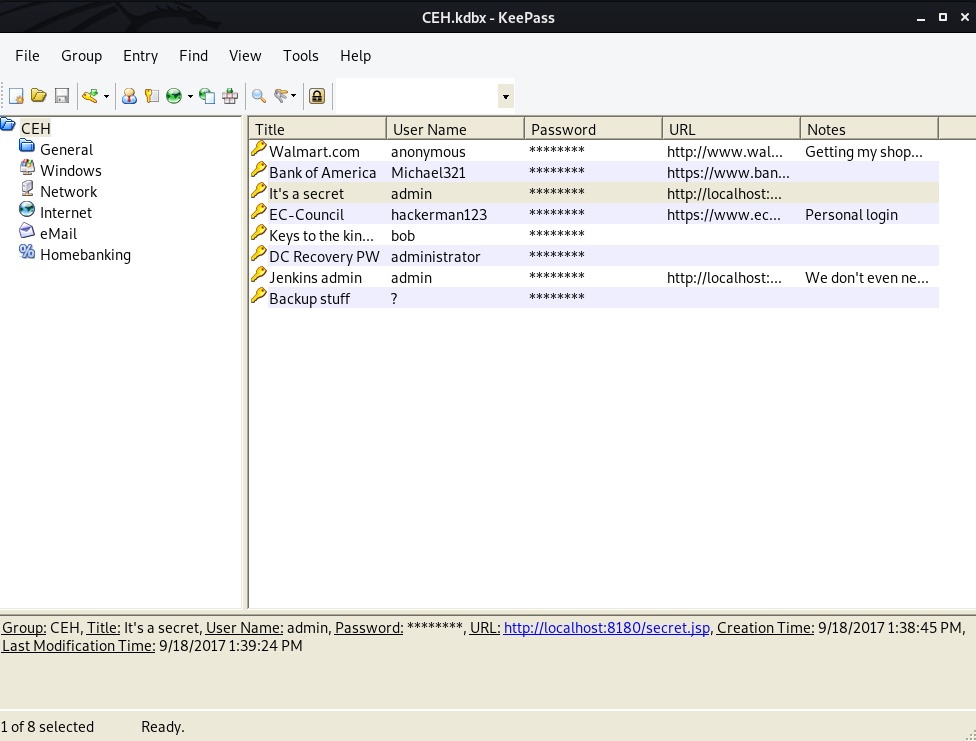 CEH.kdbx - KeePass
File Group Entry Find View Tools Help
CEH
General
Windows
Network
Internet
eMail
Homebanking
Title User Name Password URL Notes
Walmart.com anonymous ******** http://www.wal... Getting my shop...
Bank of America Michael321 ******** https://www.ban...
It's a secret admin ******** http://localhost:...
EC-Council hackerman123 ******** https://www.ec... Personal login
Keys to the kin... bob ********
DC Recovery PW administrator ********
Jenkins admin admin ******** http://localhost:... We don't even ne...
Backup stuff ? ********
Group: CEH, Title: It's a secret, User Name: admin, Password: ********, URL: http://localhost:8180/secret.jsp, Creation Time: 9/18/2017 1:38:45 PM,
Last Modification Time: 9/18/2017 1:39:24 PM
1 of 8 selected Ready.